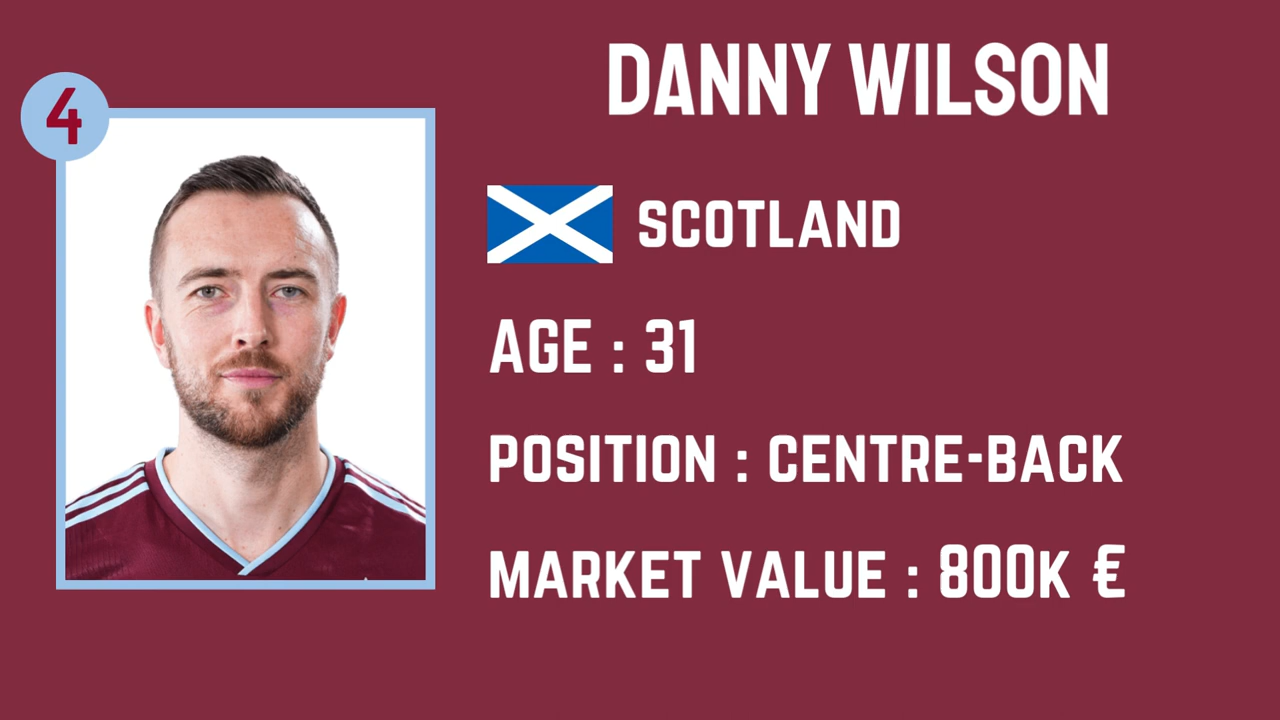 4
DANNY WILSON
SCOTLAND
AGE : 31
POSITION : CENTRE-BACK
MARKET VALUE : 800K €